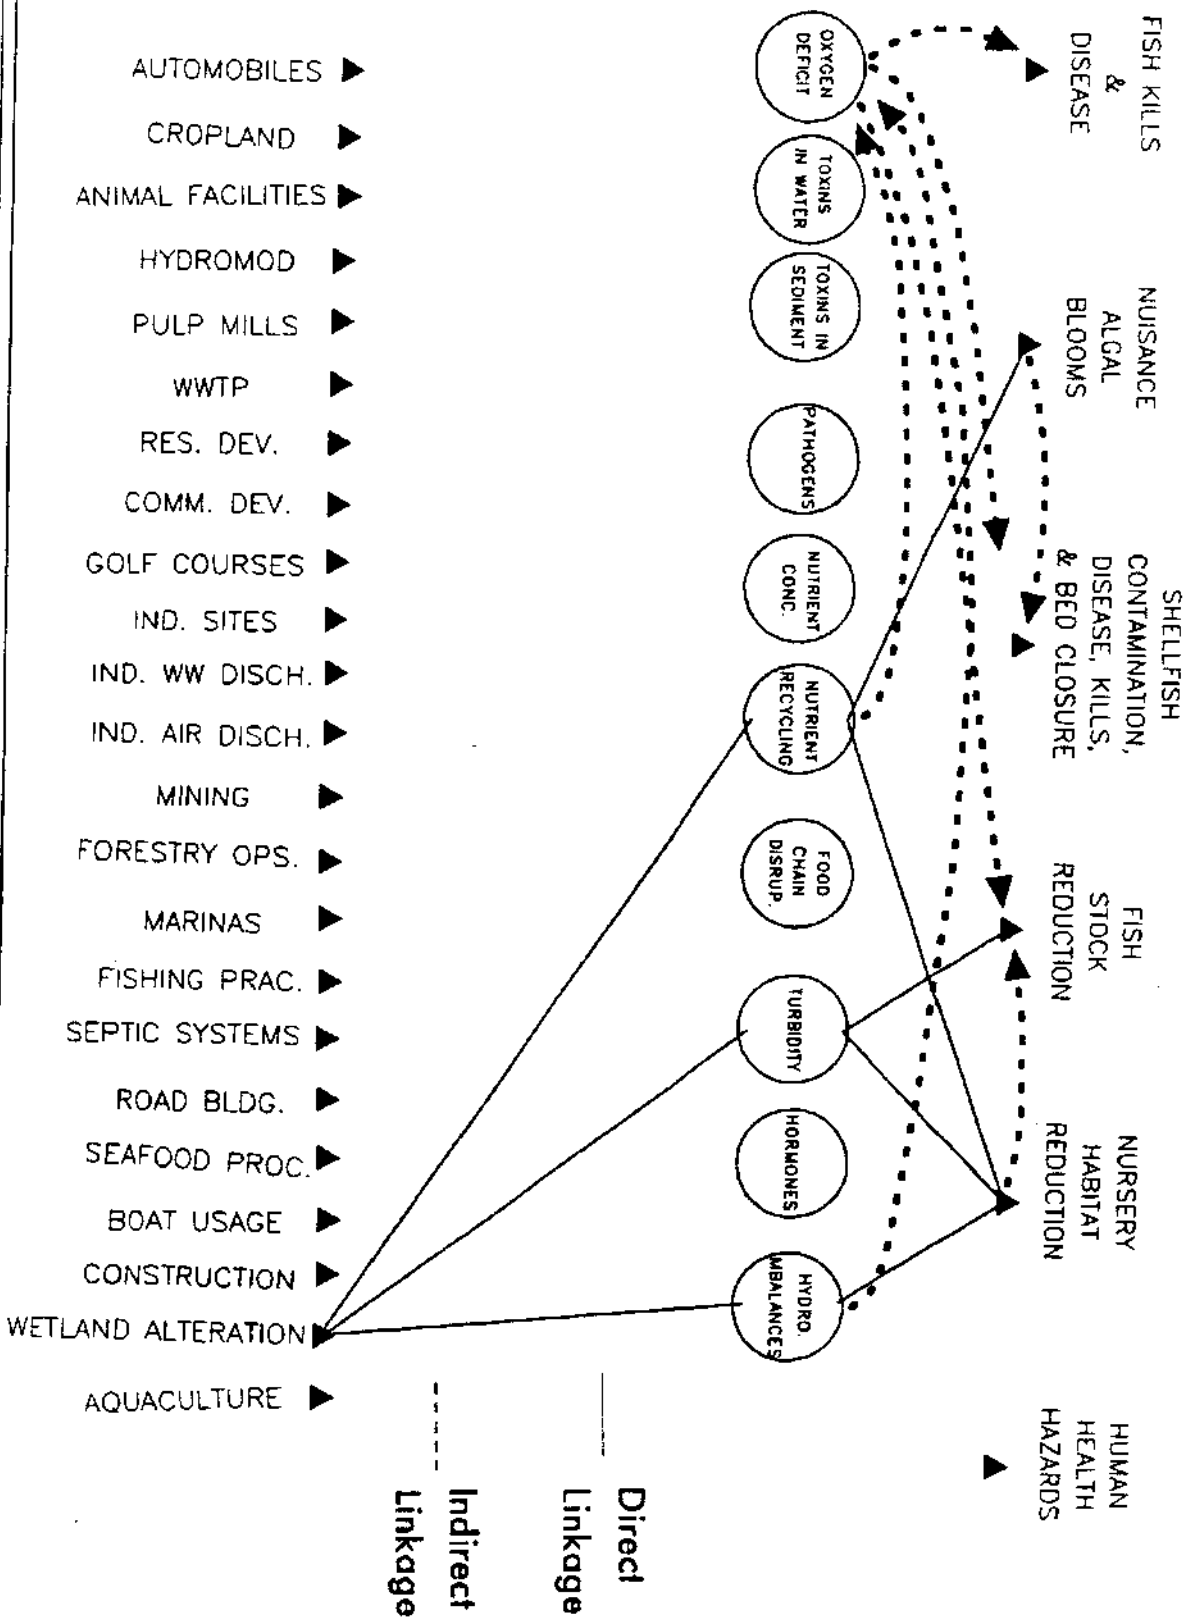 AUTOMOBILES
CROPLAND
ANIMAL FACILITIES
HYDROMOD
PULP MILLS
WWTP
RES. DEV.
COMM. DEV.
GOLF COURSES
IND. SITES
IND. WW DISCH.
IND. AIR DISCH.
MINING
FORESTRY OPS.
MARINAS
FISHING PRAC.
SEPTIC SYSTEMS
ROAD BLDG.
SEAFOOD PROC.
BOAT USAGE
CONSTRUCTION
WETLAND ALTERATION
AQUACULTURE
OXYGEN
DEFICIT
TOXINS
IN WATER
TOXINS IN
SEDIMENT
PATHOGENS
NUTRIENT
CONC.
NUTRIENT
RECYCLING
FOOD
CHAIN
DISRUP.
TURBIDITY
HORMONES
HYDRO.
MBALANCES
FISH KILLS
&
DISEASE
NUISANCE
ALGAL
BLOOMS
SHELLFISH
CONTAMINATION,
DISEASE, KILLS,
& BED CLOSURE
FISH
STOCK
REDUCTION
NURSERY
HABITAT
REDUCTION
HUMAN
HEALTH
HAZARDS
Direct
Linkage
Indirect
Linkage